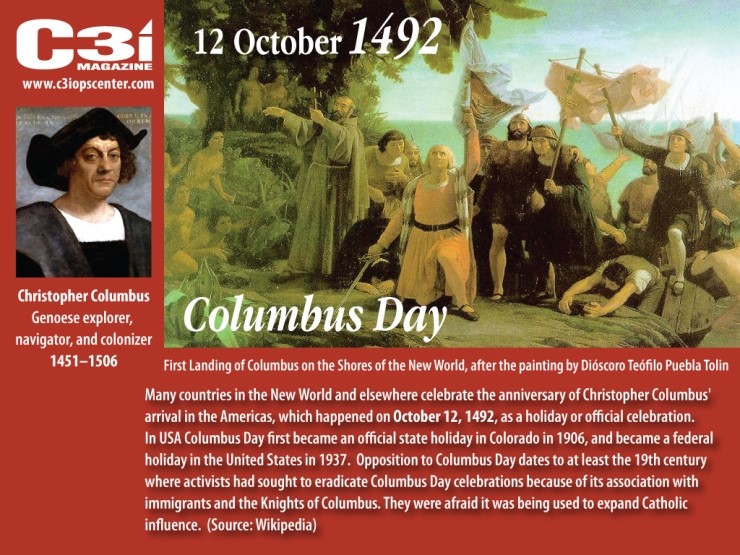 C3i
MAGAZINE
www.c3iopscenter.com
12 October 1492
Christopher Columbus
Genoese explorer,
navigator, and colonizer
1451–1506
Columbus Day
First Landing of Columbus on the Shores of the New World, after the painting by Dióscoro Teófilo Puebla Tolin
Many countries in the New World and elsewhere celebrate the anniversary of Christopher Columbus'
arrival in the Americas, which happened on October 12, 1492, as a holiday or official celebration.
In USA Columbus Day first became an official state holiday in Colorado in 1906, and became a federal
holiday in the United States in 1937. Opposition to Columbus Day dates to at least the 19th century
where activists had sought to eradicate Columbus Day celebrations because of its association with
immigrants and the Knights of Columbus. They were afraid it was being used to expand Catholic
influence. (Source: Wikipedia)